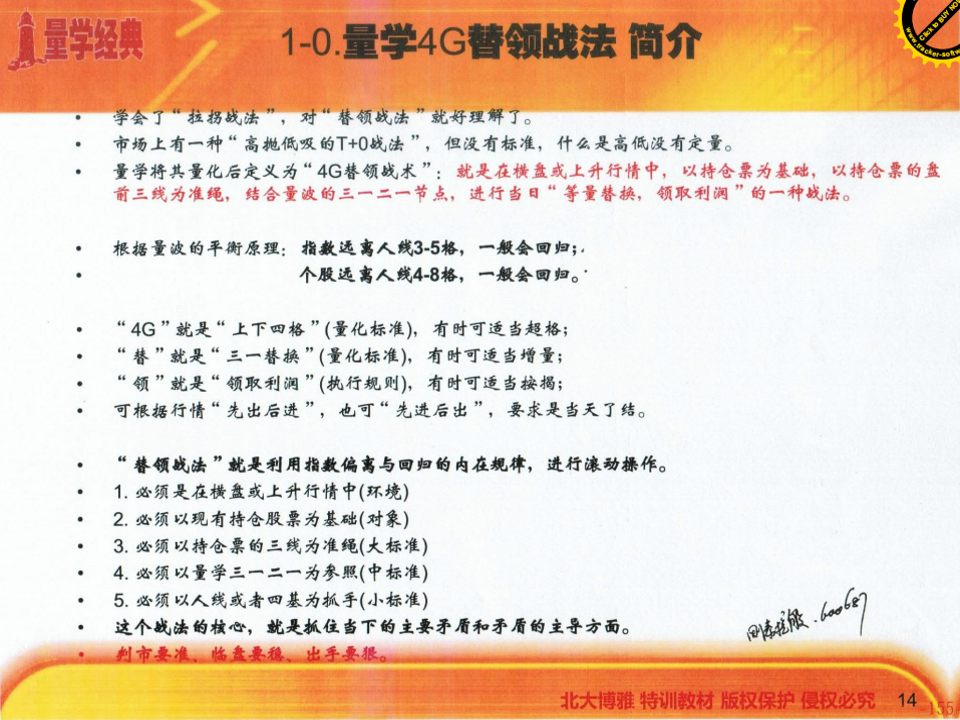 量学经典
1-0.量学4G替领战法 简介
Click to BUY NOW
www.tracker-softw
• 学会了“拉拐战法”，对“替领战法”就好理解了。
• 市场上有一种“高抛低吸的T+0战法”，但没有标准，什么是高低没有定量。
• 量学将其量化后定义为“4G替领战术”：就是在横盘或上升行情中，以持仓票为基础，以持仓票的盘
前三线为准绳，结合量波的三一二一节点，进行当日“等量替换，领取利润”的一种战法。
• 根据量波的平衡原理：指数远离人线3-5格，一般会回归；
• 个股远离人线4-8格，一般会回归。
• “4G”就是“上下四格”(量化标准)，有时可适当超格；
• “替”就是“三一替换”(量化标准)，有时可适当增量；
• “领”就是“领取利润”(执行规则)，有时可适当按揭；
• 可根据行情“先出后进”，也可“先进后出”，要求是当天了结。
• “替领战法”就是利用指数偏离与回归的内在规律，进行滚动操作。
• 1. 必须是在横盘或上升行情中(环境)
• 2. 必须以现有持仓股票为基础(对象)
• 3. 必须以持仓票的三线为准绳(大标准)
• 4. 必须以量学三一二一为参照(中标准)
• 5. 必须以人线或者四基为抓手(小标准)
• 这个战法的核心，就是抓住当下的主要矛盾和矛盾的主导方面。
• 判市要准、临盘要稳、出手要狠。
600687
北大博雅 特训教材 版权保护 侵权必究
14
-155-